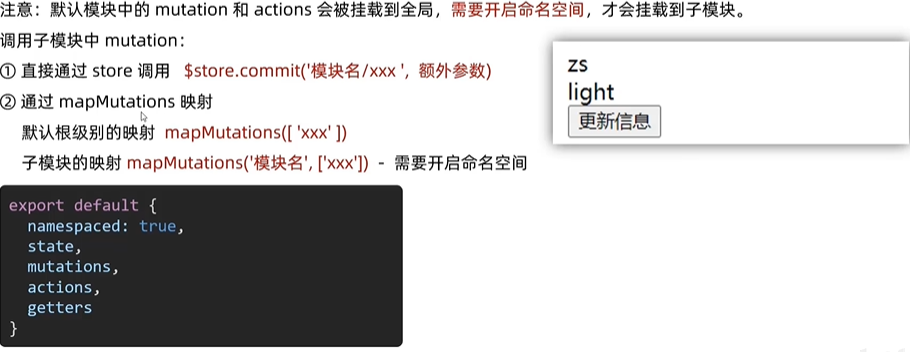 注意：默认模块中的 mutation 和 actions 会被挂载到全局，需要开启命名空间，才会挂载到子模块。
调用子模块中 mutation：
① 直接通过 store 调用 $store.commit('模块名/xxx ', 额外参数)
② 通过 mapMutations 映射
默认根级别的映射 mapMutations([ 'xxx' ])
子模块的映射 mapMutations('模块名', ['xxx']) - 需要开启命名空间
zs
light
更新信息
export default {
  namespaced: true,
  state,
  mutations,
  actions,
  getters
}